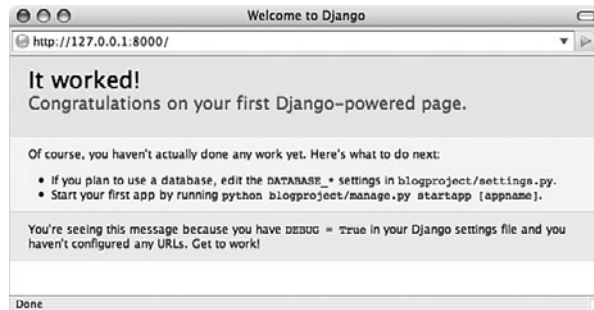 Welcome to Django
http://127.0.0.1:8000/
It worked!
Congratulations on your first Django-powered page.
Of course, you haven't actually done any work yet. Here's what to do next:
• If you plan to use a database, edit the DATABASE_* settings in blogproject/settings.py.
• Start your first app by running python blogproject/manage.py startapp [appname].
You're seeing this message because you have DEBUG = True in your Django settings file and you
haven't configured any URLs. Get to work!
Done